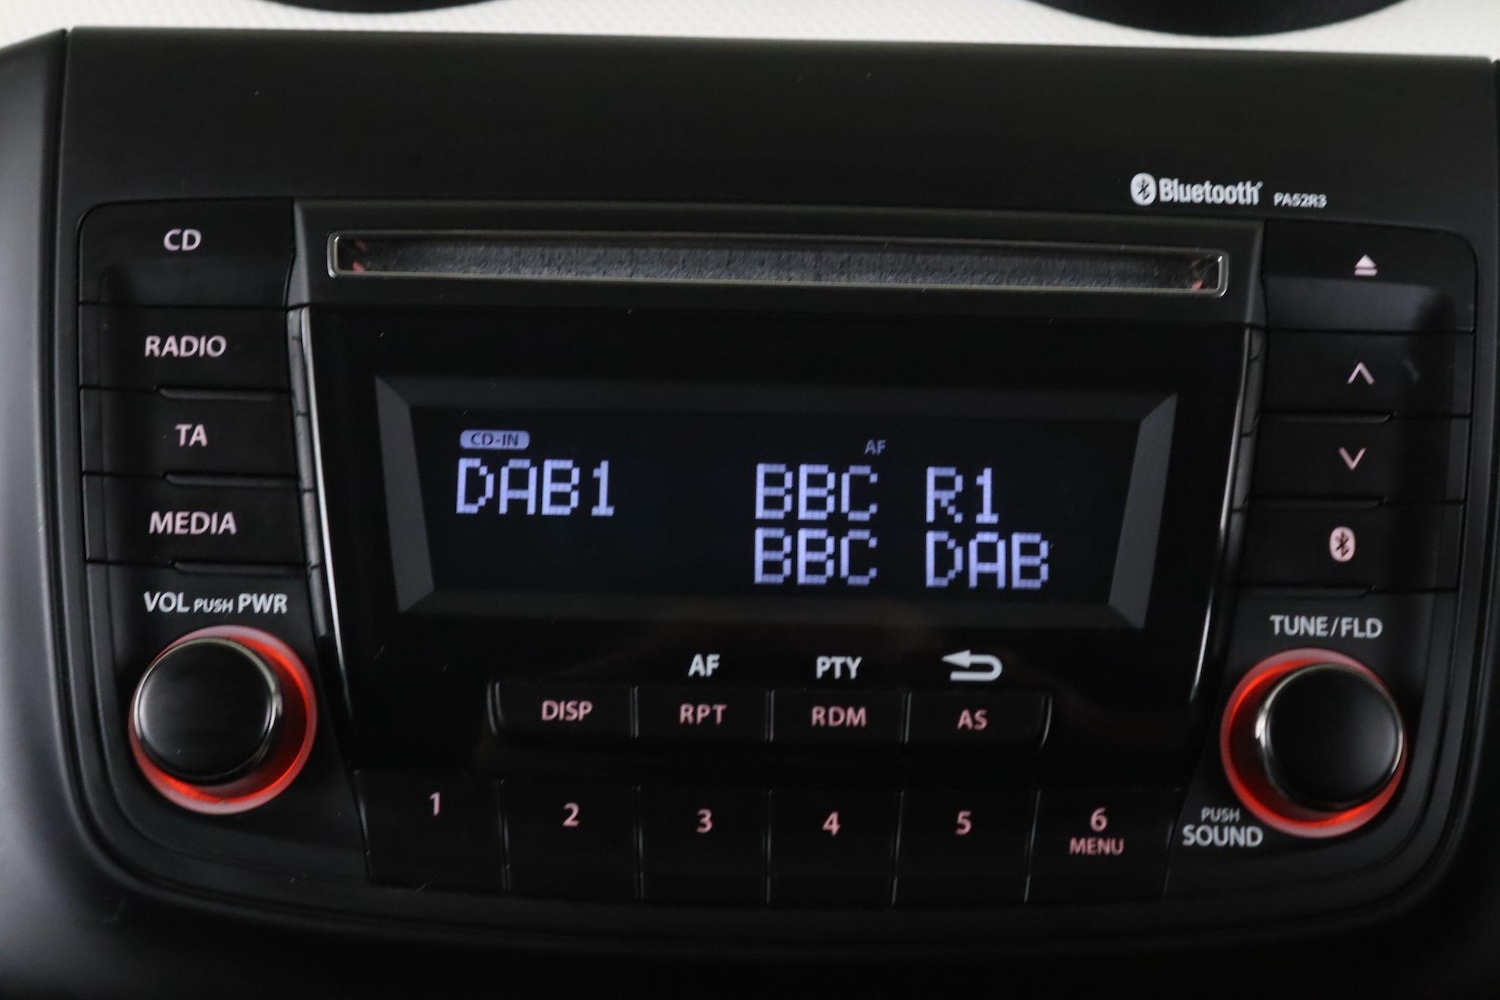 Bluetooth PA52R3
CD
RADIO
TA
MEDIA
VOL PUSH PWR
CD-IN
AF
DAB1 BBC R1
BBC DAB
AF PTY
DISP RPT RDM AS
1 2 3 4 5 6
MENU
TUNE/FLD
PUSH
SOUND